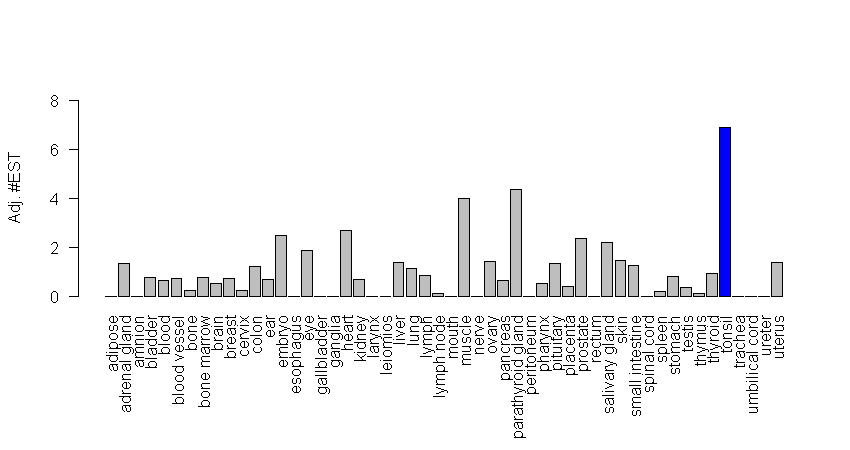 Adj. #EST
8
6
4
2
0
adipose
adrenal gland
amnion
bladder
blood
blood vessel
bone
bone marrow
brain
breast
cervix
colon
ear
embryo
esophagus
eye
gallbladder
ganglia
heart
kidney
larynx
leiomios
liver
lung
lymph
lymph node
mouth
muscle
nerve
ovary
pancreas
parathyroid gland
peritoneum
pharynx
pituitary
placenta
prostate
rectum
salivary gland
skin
small intestine
spinal cord
spleen
stomach
testis
thymus
thyroid
tonsil
trachea
umbilical cord
ureter
uterus